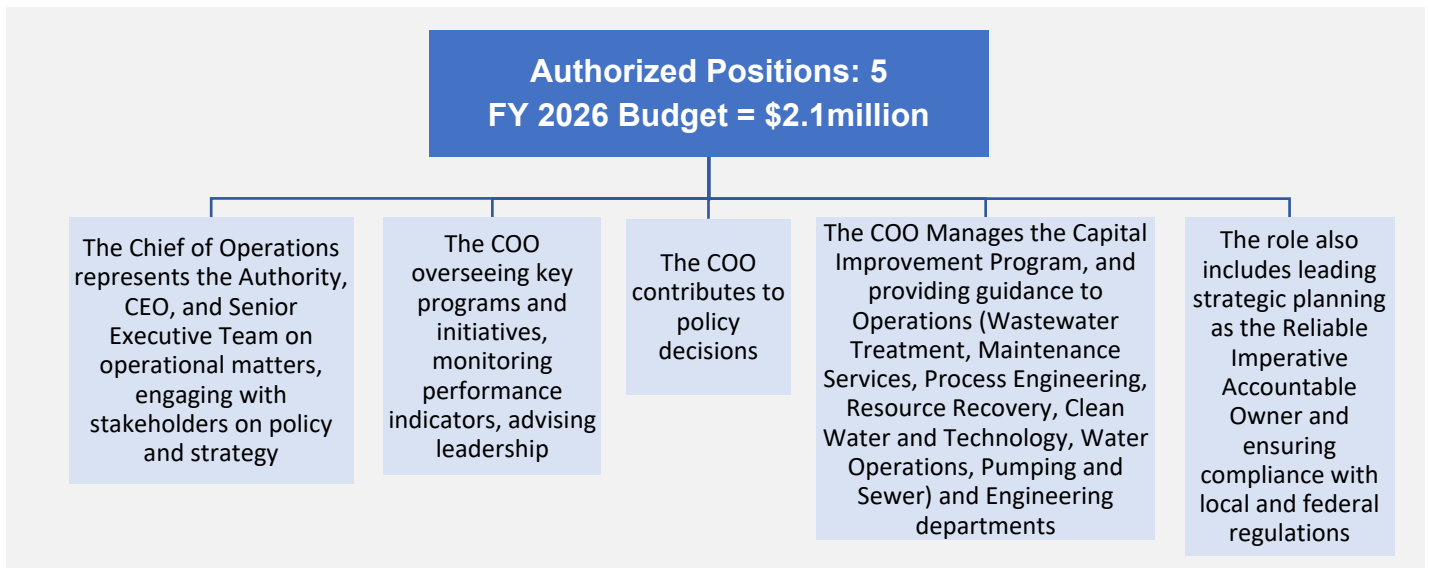 Authorized Positions: 5
FY 2026 Budget = $2.1million
The Chief of Operations
represents the Authority,
CEO, and Senior
Executive Team on
operational matters,
engaging with
stakeholders on policy
and strategy
The COO
overseeing key
programs and
initiatives,
monitoring
performance
indicators, advising
leadership
The COO
contributes to
policy
decisions
The COO Manages the Capital
Improvement Program, and
providing guidance to
Operations (Wastewater
Treatment, Maintenance
Services, Process Engineering,
Resource Recovery, Clean
Water and Technology, Water
Operations, Pumping and
Sewer) and Engineering
departments
The role also
includes leading
strategic planning
as the Reliable
Imperative
Accountable
Owner and
ensuring
compliance with
local and federal
regulations